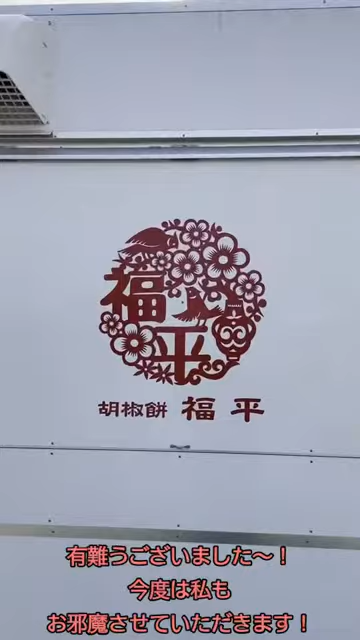 福
平
胡椒餅 福平
有難うございました〜！
今度は私も
お邪魔させていただきます！